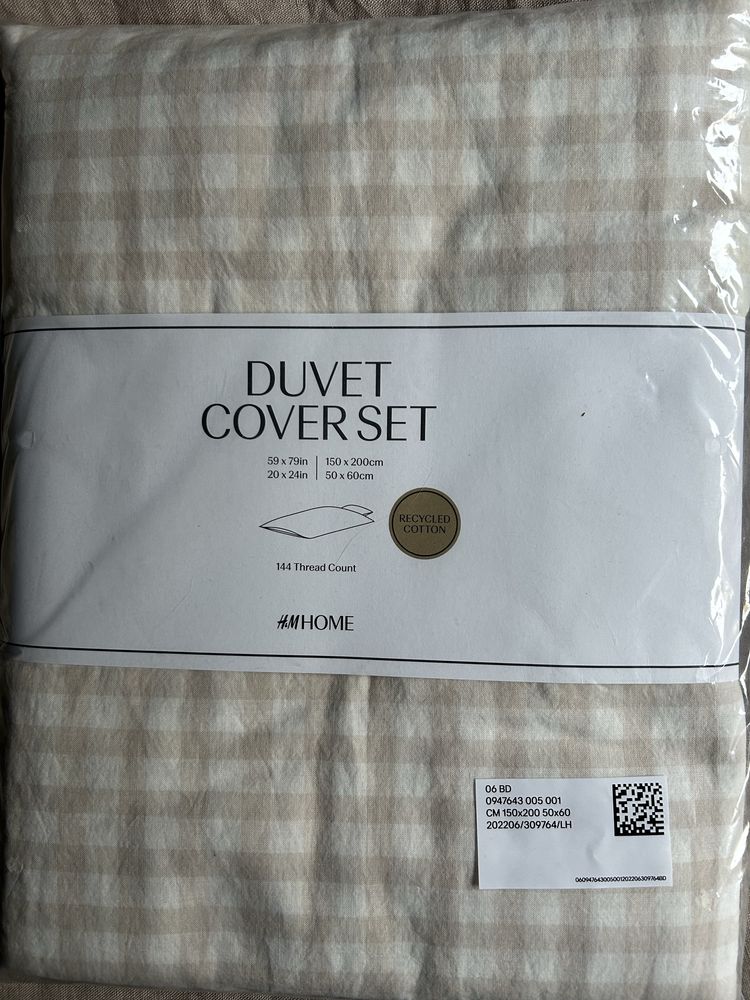 DUVET
COVER SET
59 x 79in | 150 x 200cm
20 x 24in | 50 x 60cm
RECYCLED
COTTON
144 Thread Count
H&M HOME
06 BD
0947643 005 001
CM 150x200 50x60
202206/309764/LH
060947643005001202206309764BD